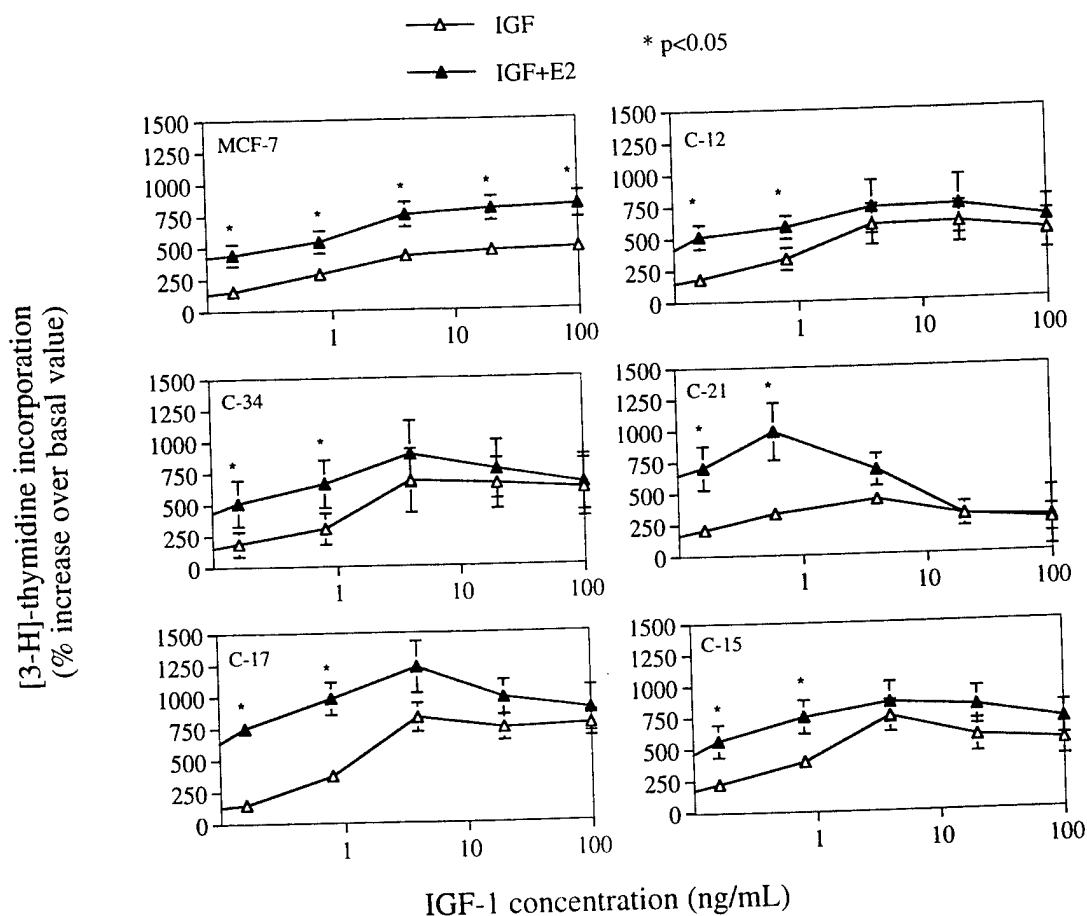 IGF
IGF+E2
* p<0.05
[3-H]-thymidine incorporation
(% increase over basal value)
MCF-7
1500
1250
1000
750
500
250
0
* * * * *
1 10 100
C-12
1500
1250
1000
750
500
250
0
* *
1 10 100
C-34
1500
1250
1000
750
500
250
0
* *
1 10 100
C-21
1500
1250
1000
750
500
250
0
* *
1 10 100
C-17
1500
1250
1000
750
500
250
0
* *
1 10 100
C-15
1500
1250
1000
750
500
250
0
* *
1 10 100
IGF-1 concentration (ng/mL)